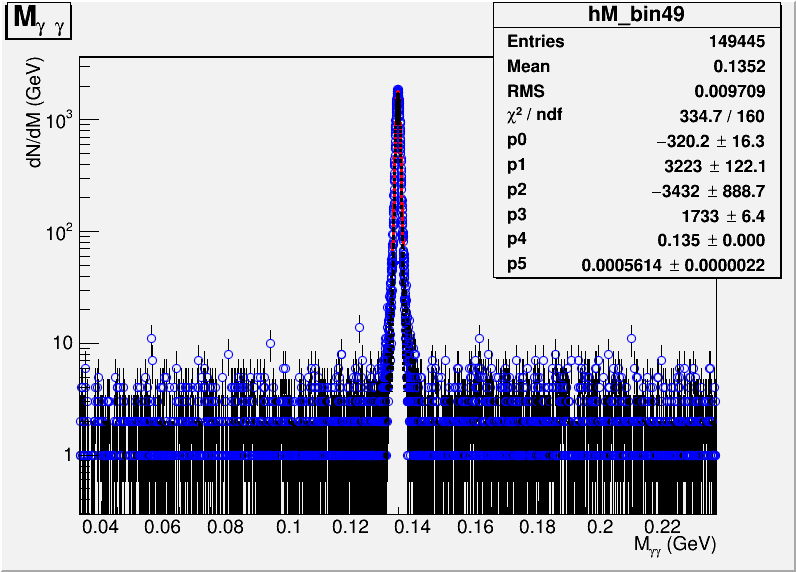 M_γ γ
hM_bin49
Entries 149445
Mean 0.1352
RMS 0.009709
χ² / ndf 334.7 / 160
p0 −320.2 ± 16.3
p1 3223 ± 122.1
p2 −3432 ± 888.7
p3 1733 ± 6.4
p4 0.135 ± 0.000
p5 0.0005614 ± 0.0000022
dN/dM (GeV)
10³
10²
10
1
0.04 0.06 0.08 0.1 0.12 0.14 0.16 0.18 0.2 0.22
M_γγ (GeV)